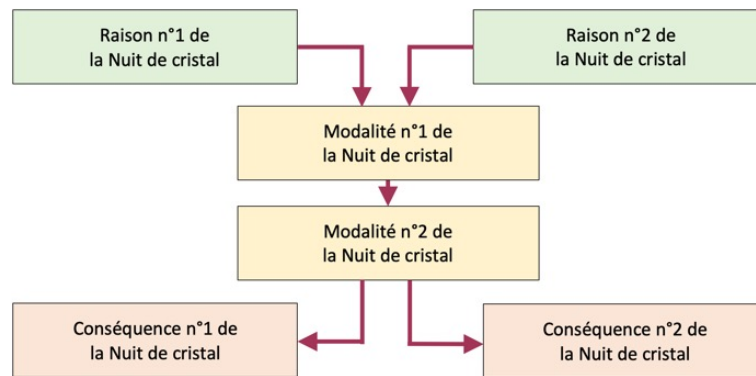 Raison n°1 de
la Nuit de cristal
Raison n°2 de
la Nuit de cristal
Modalité n°1 de
la Nuit de cristal
Modalité n°2 de
la Nuit de cristal
Conséquence n°1 de
la Nuit de cristal
Conséquence n°2 de
la Nuit de cristal